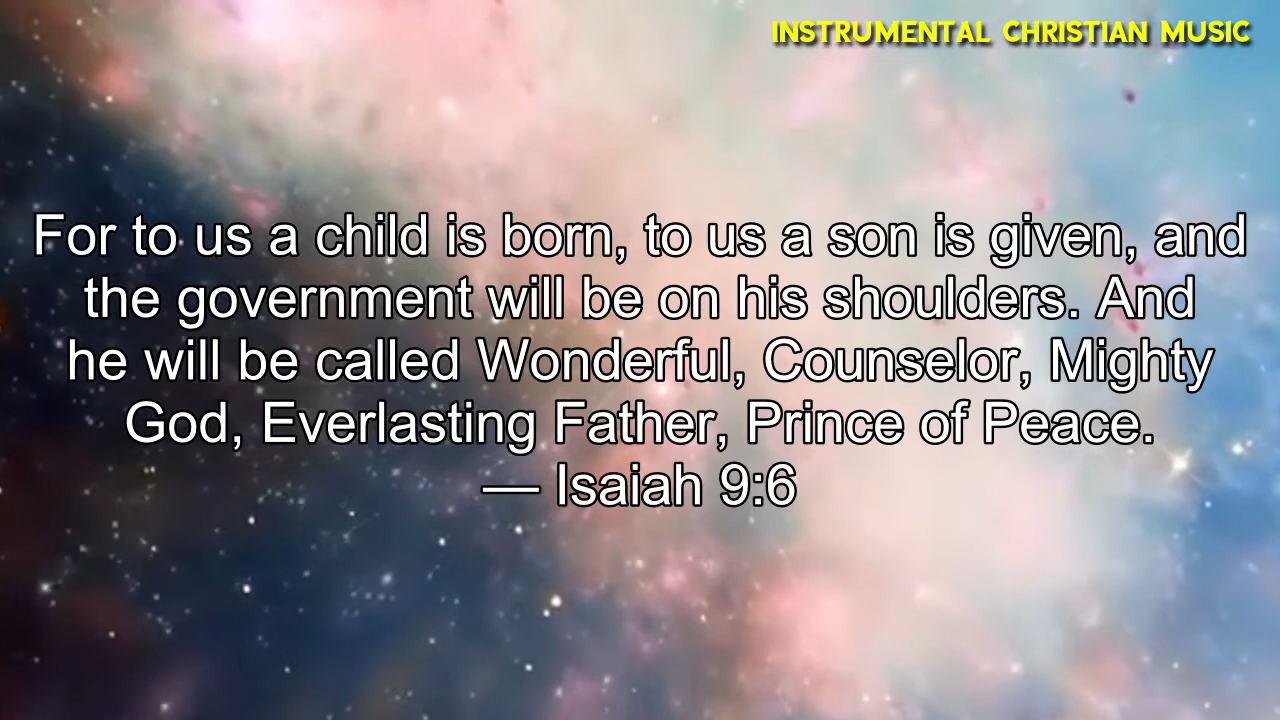 INSTRUMENTAL CHRISTIAN MUSIC
For to us a child is born, to us a son is given, and
the government will be on his shoulders. And
he will be called Wonderful, Counselor, Mighty
God, Everlasting Father, Prince of Peace.
— Isaiah 9:6